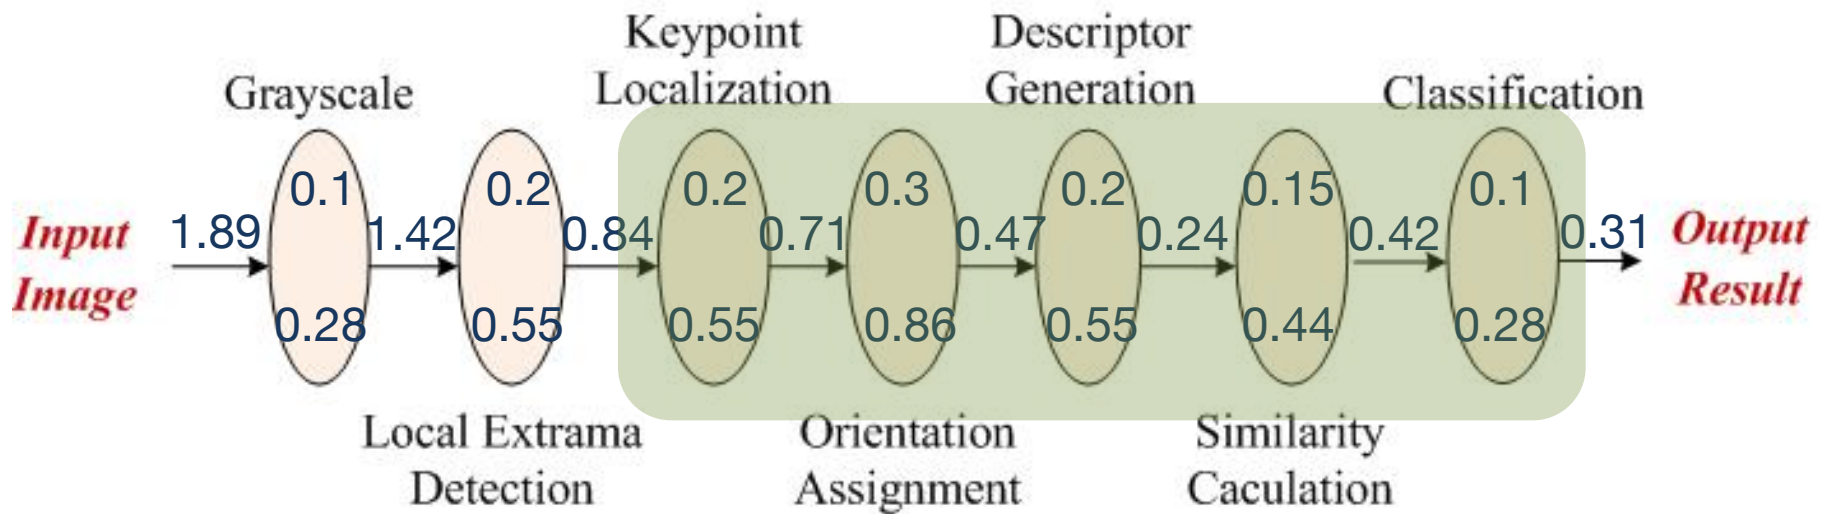 Keypoint
Localization
Descriptor
Generation
Grayscale
Classification
0.1
0.2
0.2
0.3
0.2
0.15
0.1
Input
Image
1.89
1.42
0.84
0.71
0.47
0.24
0.42
0.31
Output
Result
0.28
0.55
0.55
0.86
0.55
0.44
0.28
Local Extrama
Detection
Orientation
Assignment
Similarity
Caculation